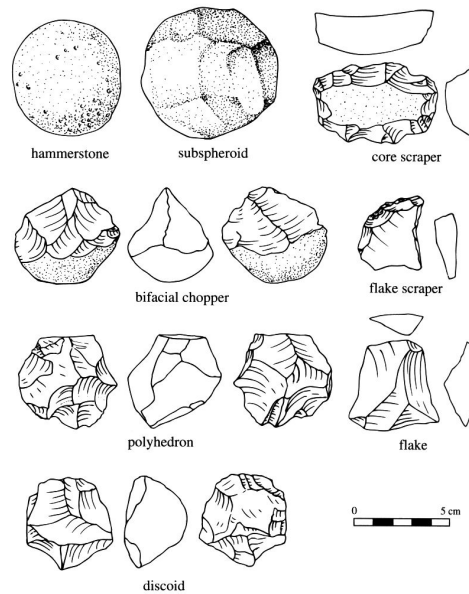 hammerstone
subspheroid
core scraper
bifacial chopper
flake scraper
polyhedron
flake
0 5 cm
discoid